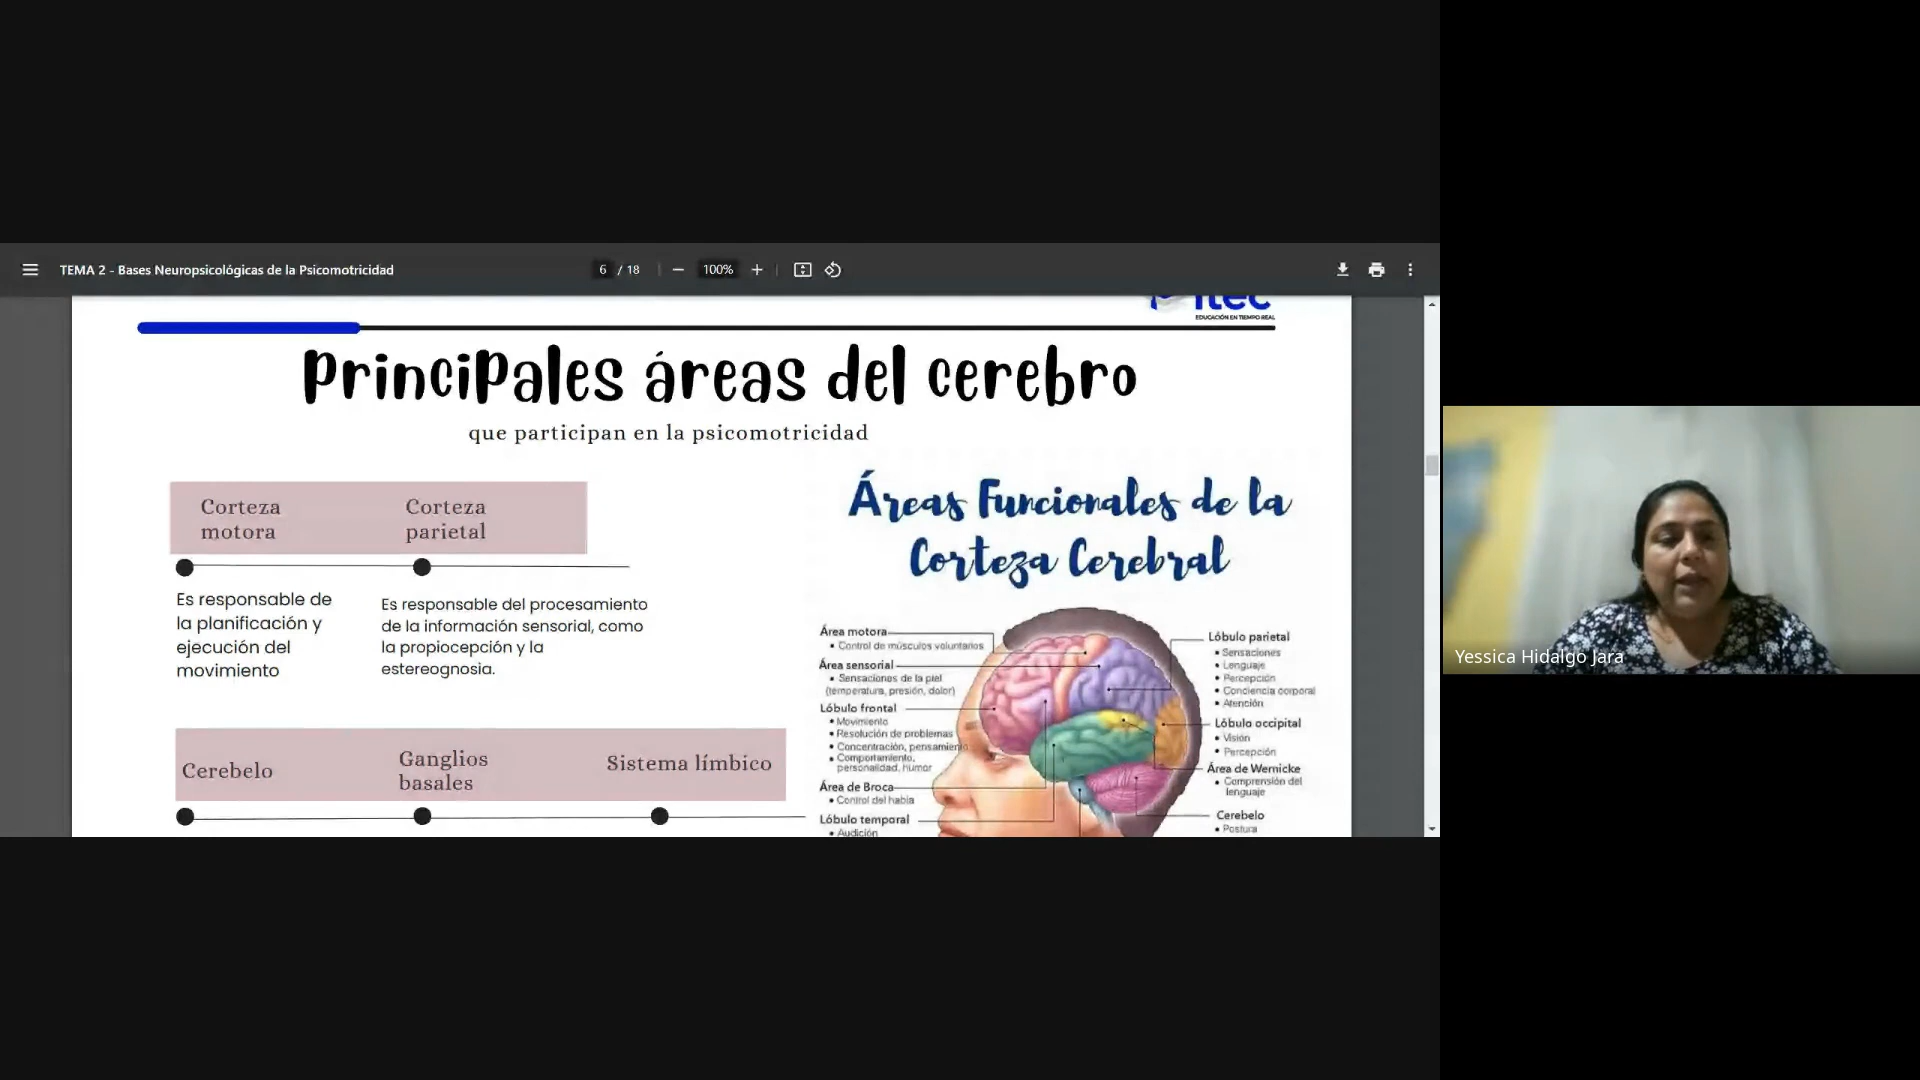 TEMA 2 - Bases Neuropsicológicas de la Psicomotricidad
6 / 18
100%
itec
EDUCACIÓN EN TIEMPO REAL
Principales áreas del cerebro
que participan en la psicomotricidad
Corteza
motora
Corteza
parietal
Es responsable de
la planificación y
ejecución del
movimiento
Es responsable del procesamiento
de la información sensorial, como
la propiocepción y la
estereognosia.
Cerebelo
Ganglios
basales
Sistema límbico
Áreas Funcionales de la
Corteza Cerebral
Área motora
• Control de músculos voluntarios
Área sensorial
• Sensaciones de la piel
(temperatura, presión, dolor)
Lóbulo frontal
• Movimiento
• Resolución de problemas
• Concentración, pensamiento
• Comportamiento,
personalidad, humor
Área de Broca
• Control del habla
Lóbulo temporal
• Audición
Lóbulo parietal
• Sensaciones
• Lenguaje
• Percepción
• Conciencia corporal
• Atención
Lóbulo occipital
• Visión
• Percepción
Área de Wernicke
• Comprensión del
lenguaje
Cerebelo
• Postura
Yessica Hidalgo Jara